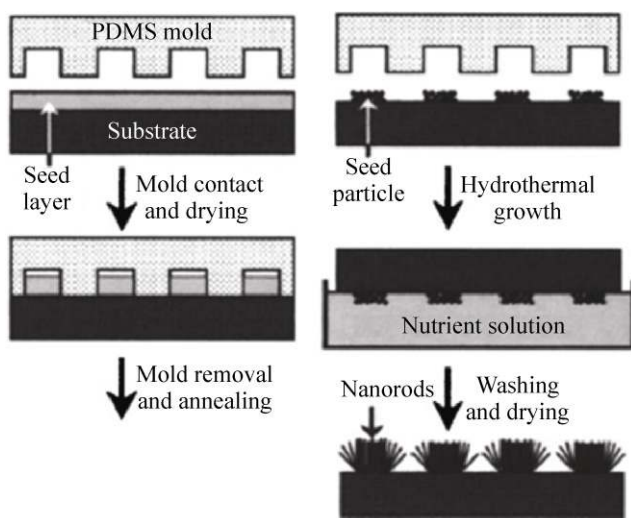 PDMS mold
Substrate
Seed
layer
Mold contact
and drying
Mold removal
and annealing
Seed
particle
Hydrothermal
growth
Nutrient solution
Nanorods
Washing
and drying